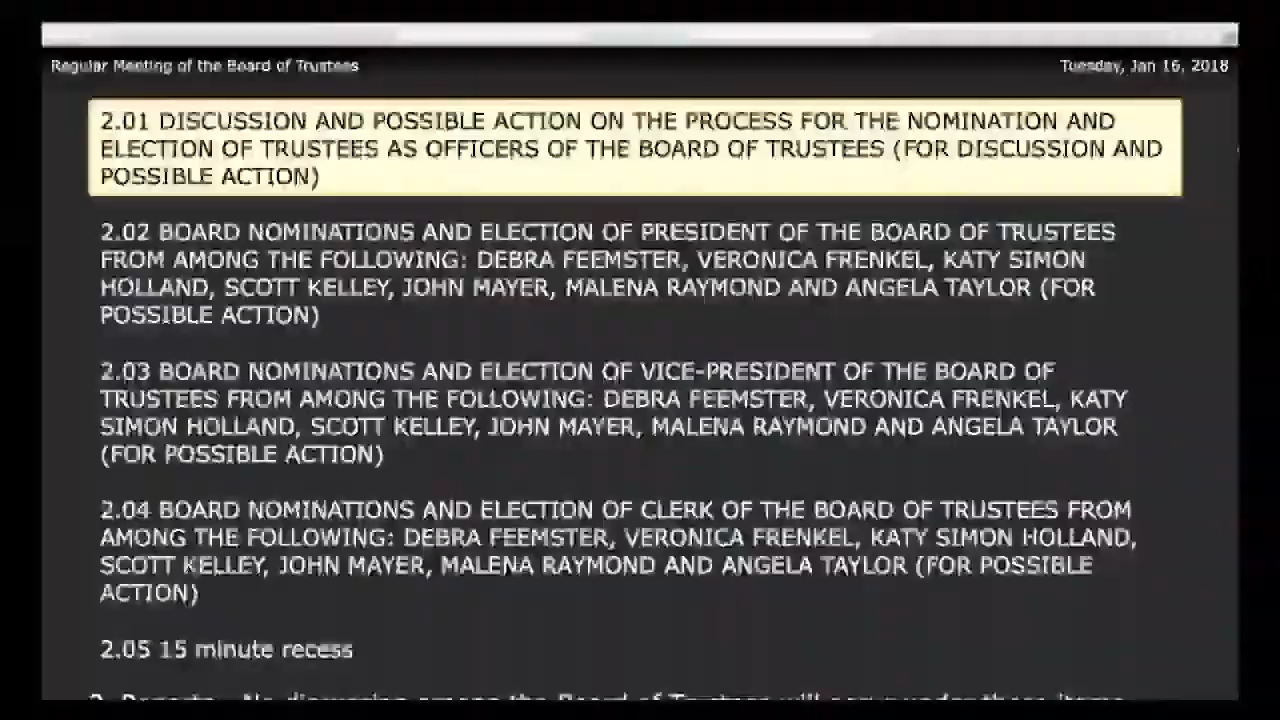 Regular Meeting of the Board of Trustees
Tuesday, Jan 16, 2018
2.01 DISCUSSION AND POSSIBLE ACTION ON THE PROCESS FOR THE NOMINATION AND
ELECTION OF TRUSTEES AS OFFICERS OF THE BOARD OF TRUSTEES (FOR DISCUSSION AND
POSSIBLE ACTION)
2.02 BOARD NOMINATIONS AND ELECTION OF PRESIDENT OF THE BOARD OF TRUSTEES
FROM AMONG THE FOLLOWING: DEBRA FEEMSTER, VERONICA FRENKEL, KATY SIMON
HOLLAND, SCOTT KELLEY, JOHN MAYER, MALENA RAYMOND AND ANGELA TAYLOR (FOR
POSSIBLE ACTION)
2.03 BOARD NOMINATIONS AND ELECTION OF VICE-PRESIDENT OF THE BOARD OF
TRUSTEES FROM AMONG THE FOLLOWING: DEBRA FEEMSTER, VERONICA FRENKEL, KATY
SIMON HOLLAND, SCOTT KELLEY, JOHN MAYER, MALENA RAYMOND AND ANGELA TAYLOR
(FOR POSSIBLE ACTION)
2.04 BOARD NOMINATIONS AND ELECTION OF CLERK OF THE BOARD OF TRUSTEES FROM
AMONG THE FOLLOWING: DEBRA FEEMSTER, VERONICA FRENKEL, KATY SIMON HOLLAND,
SCOTT KELLEY, JOHN MAYER, MALENA RAYMOND AND ANGELA TAYLOR (FOR POSSIBLE
ACTION)
2.05 15 minute recess